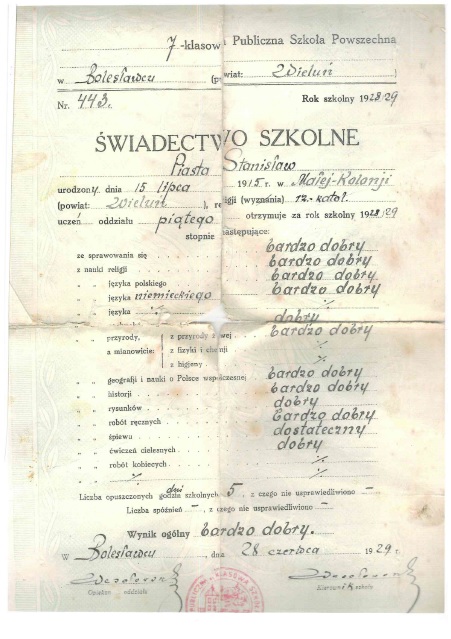 7-klasowa Publiczna Szkoła Powszechna
w Bolesławcu (powiat: Wieluń)
Nr. 443. Rok szkolny 1928/29
ŚWIADECTWO SZKOLNE
Piasta Stanisław
urodzony dnia 15 lipca 1915 r. w Małej-Kolonji
(powiat: Wieluń), religji (wyznania) rz.-katol.
uczeń oddziału piątego otrzymuje za rok szkolny 1928/29
stopnie następujące:
ze sprawowania się bardzo dobry
z nauki religji bardzo dobry
„ „ języka polskiego bardzo dobry
„ „ języka niemieckiego bardzo dobry
„ „ języka -/- -/-
dobry
przyrody, z przyrody żywej bardzo dobry
a mianowicie: z fizyki i chemji -/-
z higjeny -/-
„ „ geografji i nauki o Polsce współczesnej bardzo dobry
„ „ historji bardzo dobry
„ „ rysunków dobry
„ „ robót ręcznych bardzo dobry
„ „ śpiewu dostateczny
„ „ ćwiczeń cielesnych dobry
„ „ robót kobiecych -/-
„ „ -/- -/-
Liczba opuszczonych godzin szkolnych dni 5, z czego nie usprawiedliwiono –
Liczba spóźnień –, z czego nie usprawiedliwiono –
Wynik ogólny bardzo dobry.
W Bolesławcu, dnia 28 czerwca 1929 r.
Opiekun oddziału Kierownik szkoły